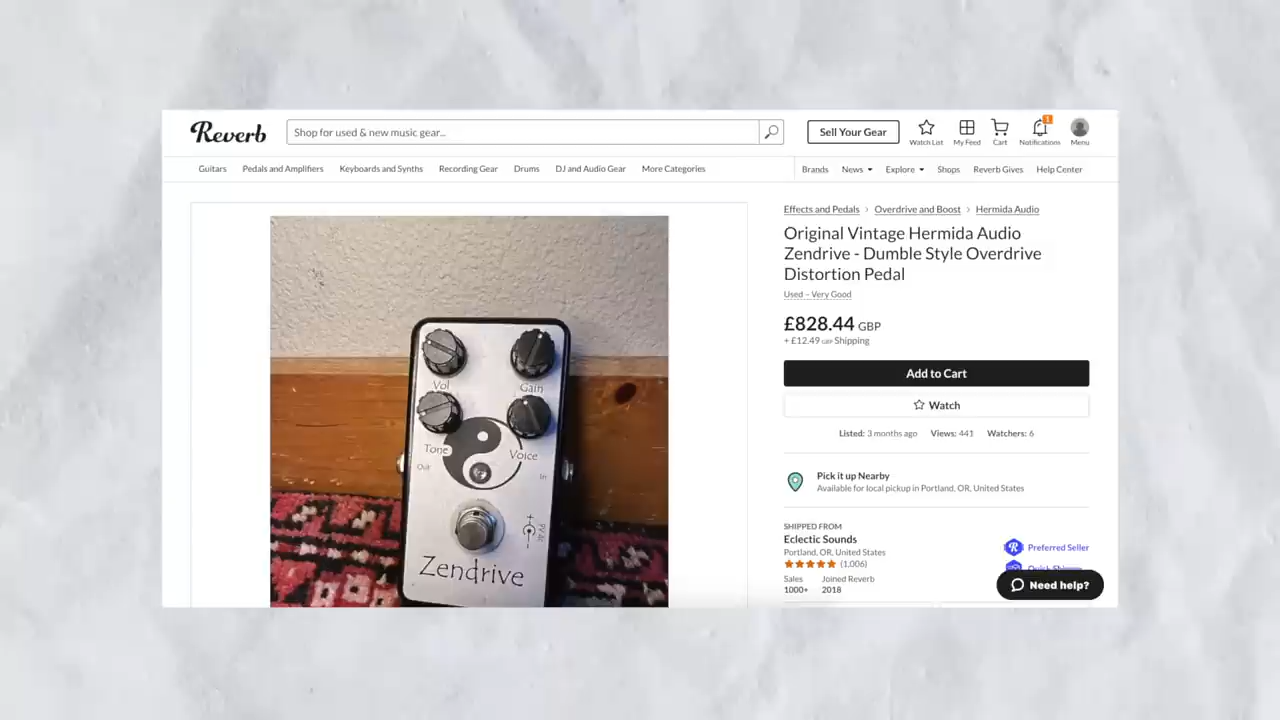 Reverb
Shop for used & new music gear...
Sell Your Gear
Watch List
My Feed
Cart
1
Notifications
Menu
Guitars
Pedals and Amplifiers
Keyboards and Synths
Recording Gear
Drums
DJ and Audio Gear
More Categories
Brands
News
Explore
Shops
Reverb Gives
Help Center
Effects and Pedals > Overdrive and Boost > Hermida Audio
Original Vintage Hermida Audio
Zendrive - Dumble Style Overdrive
Distortion Pedal
Used – Very Good
£828.44 GBP
+ £12.49 GBP Shipping
Add to Cart
Watch
Listed: 3 months ago Views: 441 Watchers: 6
Pick it up Nearby
Available for local pickup in Portland, OR, United States
SHIPPED FROM
Eclectic Sounds
Portland, OR, United States
(1,006)
Sales Joined Reverb
1000+ 2018
Preferred Seller
Quick Shipper
Need help?
Vol
Gain
Tone
Voice
Out
In
9V
Zendrive